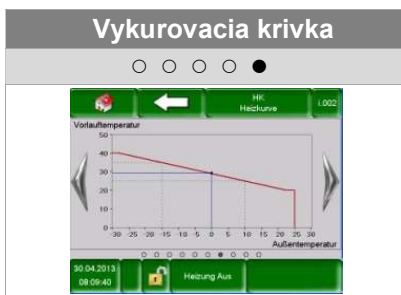 Vykurovacia krivka
HK
Heizkurve
i.002
Vorlauftemperatur
50
40
30
20
10
0
-30 -25 -20 -15 -10 -5 0 5 10 15 20 25 30
Außentemperatur
30.04.2013
08:09:40
Heizung Aus